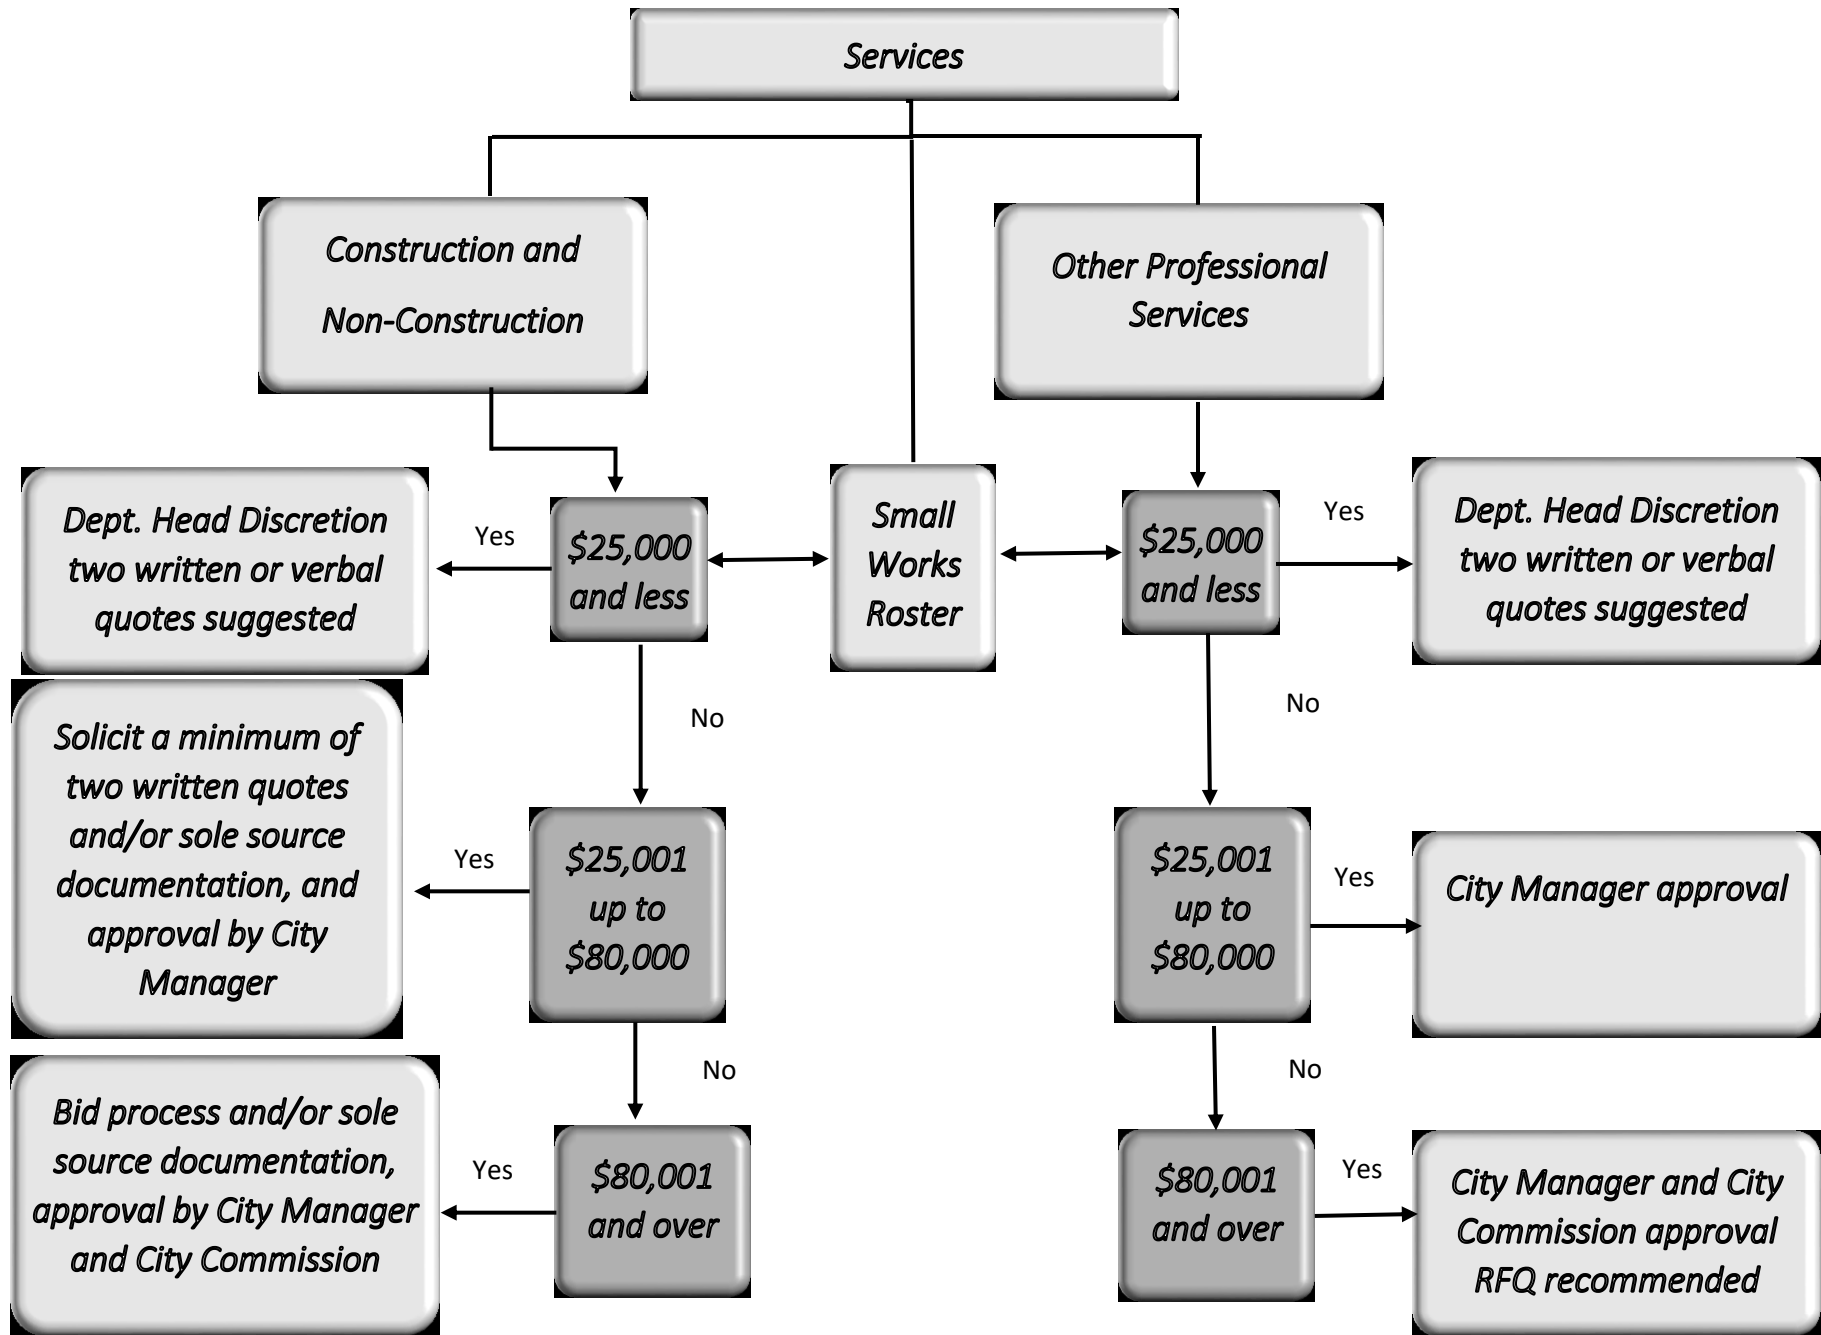 Services
Construction and
Non-Construction
Other Professional
Services
Dept. Head Discretion
two written or verbal
quotes suggested
Yes
$25,000
and less
Small
Works
Roster
$25,000
and less
Yes
Dept. Head Discretion
two written or verbal
quotes suggested
No
No
Solicit a minimum of
two written quotes
and/or sole source
documentation, and
approval by City
Manager
Yes
$25,001
up to
$80,000
$25,001
up to
$80,000
Yes
City Manager approval
No
No
Bid process and/or sole
source documentation,
approval by City Manager
and City Commission
Yes
$80,001
and over
$80,001
and over
Yes
City Manager and City
Commission approval
RFQ recommended